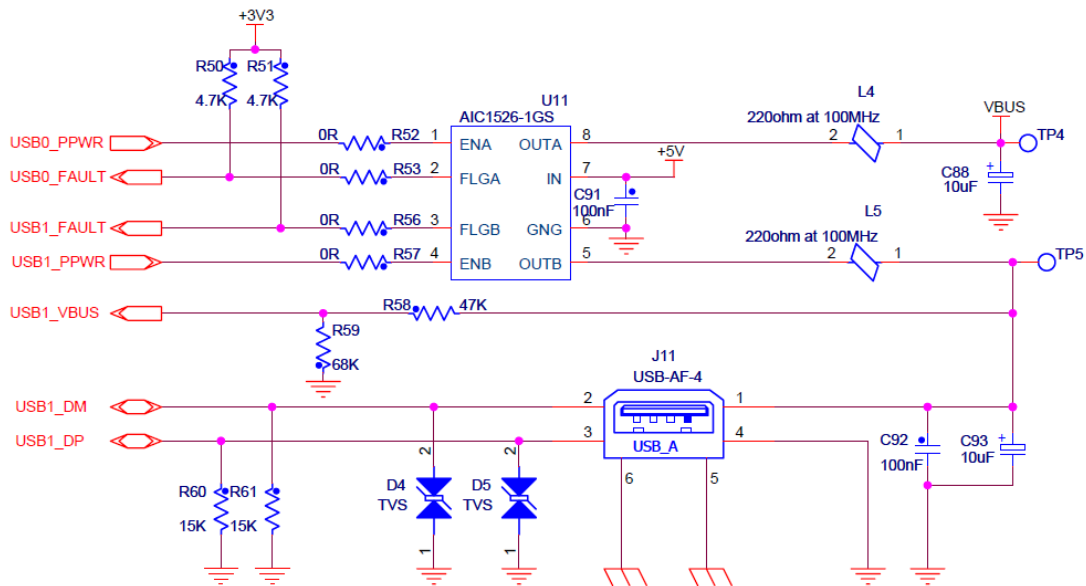 +3V3
R50
4.7K
R51
4.7K
U11
AIC1526-1GS
L4
220ohm at 100MHz
VBUS
TP4
USB0_PPWR
0R
R52
1
ENA
OUTA
8
2
1
USB0_FAULT
0R
R53
2
FLGA
IN
7
+5V
C91
100nF
C88
10uF
+
USB1_FAULT
0R
R56
3
FLGB
GNG
6
L5
220ohm at 100MHz
USB1_PPWR
0R
R57
4
ENB
OUTB
5
2
1
TP5
USB1_VBUS
R58
47K
R59
68K
J11
USB-AF-4
USB1_DM
2
1
USB1_DP
3
4
USB_A
6
5
R60
15K
R61
15K
2
D4
TVS
1
2
D5
TVS
1
C92
100nF
C93
10uF
+